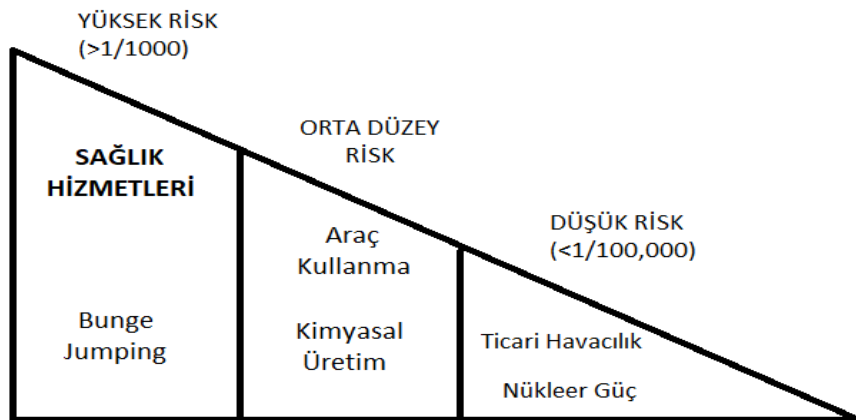 YÜKSEK RİSK
(>1/1000)
SAĞLIK
HİZMETLERİ
Bunge
Jumping
ORTA DÜZEY
RİSK
Araç
Kullanma
Kimyasal
Üretim
DÜŞÜK RİSK
(<1/100,000)
Ticari Havacılık
Nükleer Güç